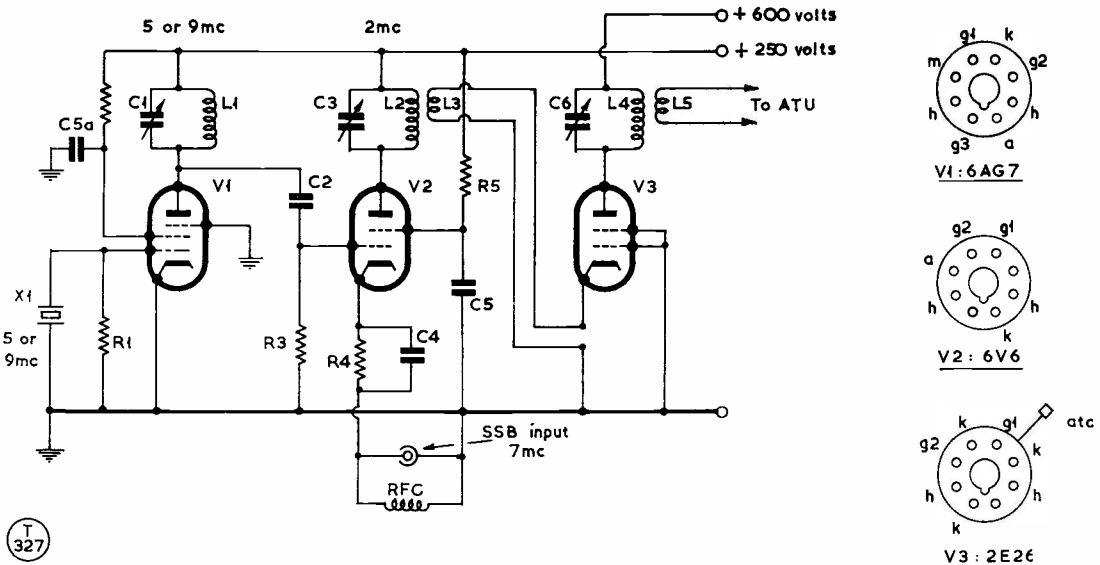 5 or 9mc
2mc
+ 600 volts
+ 250 volts
C1
L1
C3
L2
L3
C6
L4
L5
To ATU
C5a
V1
C2
V2
R5
V3
X1
5 or
9mc
R1
R3
R4
C4
C5
SSB input
7mc
RFC
T
327
g1
k
m
g2
h
h
g3
a
V1: 6AG7
g2
g1
a
h
h
k
V2: 6V6
k
g1
atc
g2
k
h
h
k
V3: 2E26